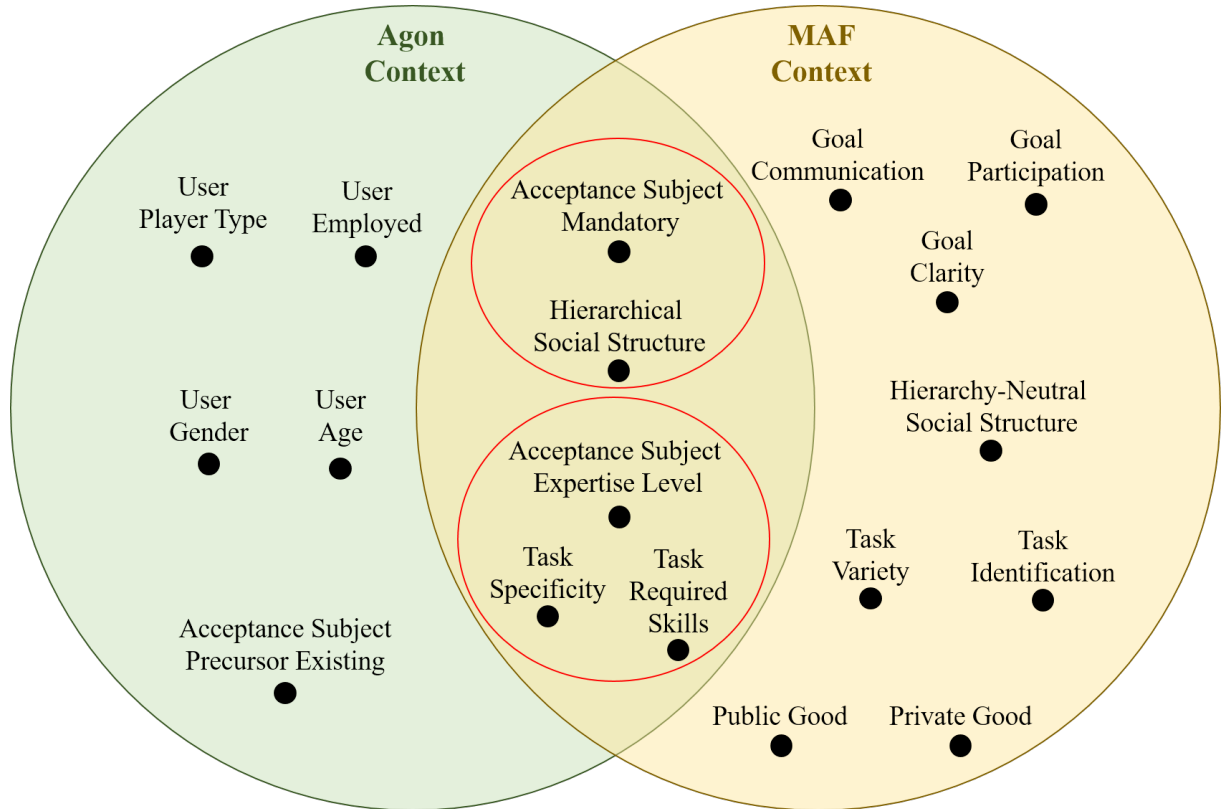 Agon
Context
MAF
Context
User
Player Type
User
Employed
User
Gender
User
Age
Acceptance Subject
Precursor Existing
Acceptance Subject
Mandatory
Hierarchical
Social Structure
Acceptance Subject
Expertise Level
Task
Specificity
Task
Required
Skills
Goal
Communication
Goal
Participation
Goal
Clarity
Hierarchy-Neutral
Social Structure
Task
Variety
Task
Identification
Public Good
Private Good